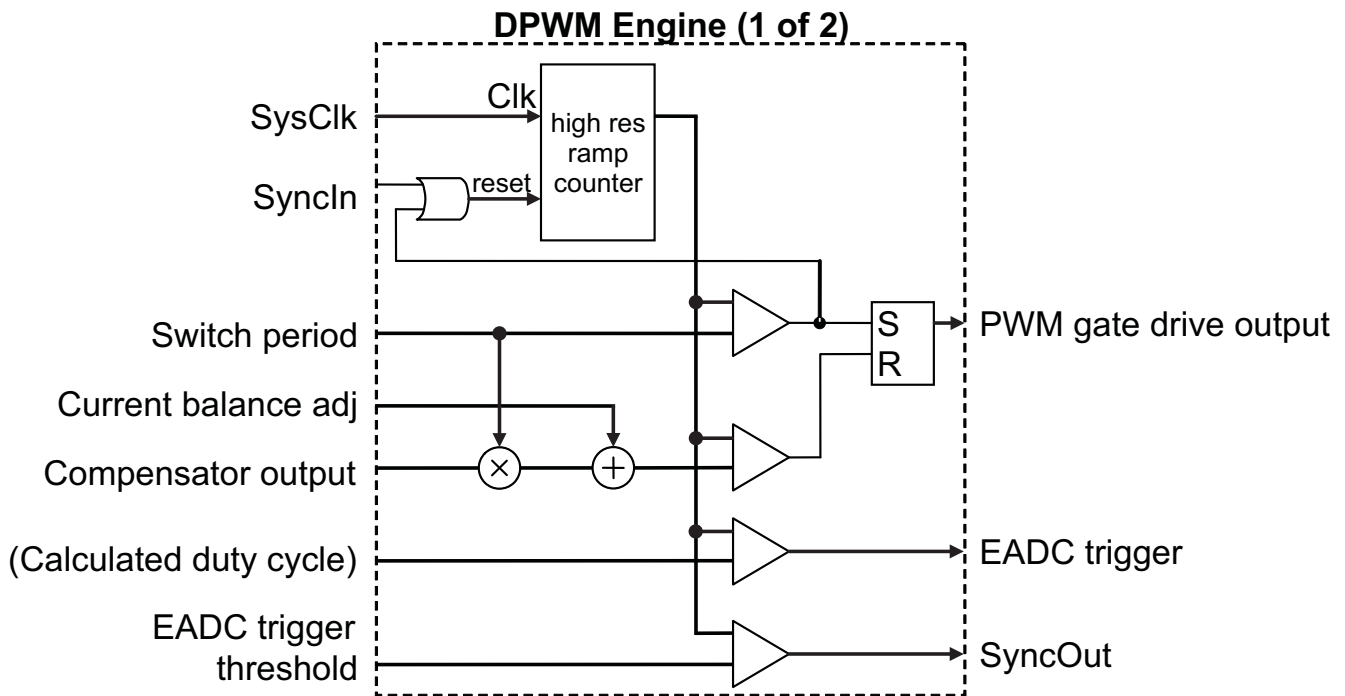 DPWM Engine (1 of 2)
SysClk
Clk
high res
ramp
counter
SyncIn
reset
Switch period
S
R
PWM gate drive output
Current balance adj
Compensator output
×
+
(Calculated duty cycle)
EADC trigger
EADC trigger
threshold
SyncOut